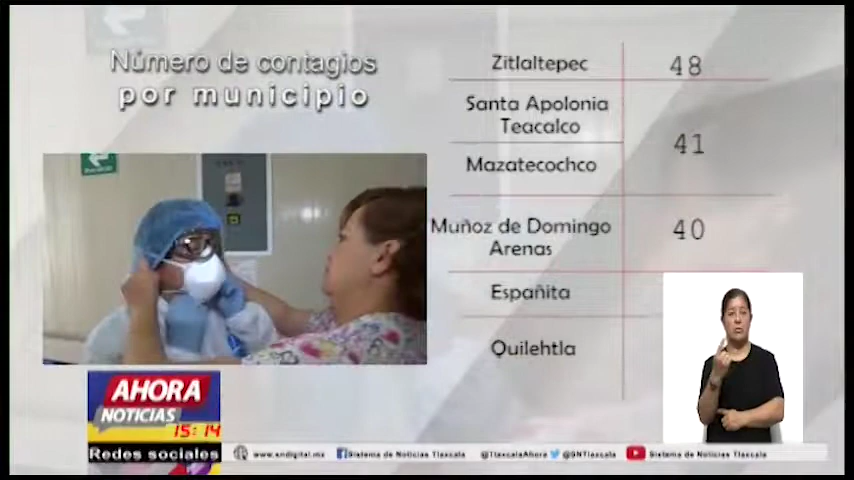 Número de contagios
por municipio
Zitlaltepec 48
Santa Apolonia
Teacalco
41
Mazatecochco
Muñoz de Domingo
Arenas
40
Españita
Quilehtla
AHORA
NOTICIAS
15:14
Redes sociales
www.sndigital.mx
Sistema de Noticias Tlaxcala
@TlaxcalaAhora @SNTlaxcala
Sistema de Noticias Tlaxcala